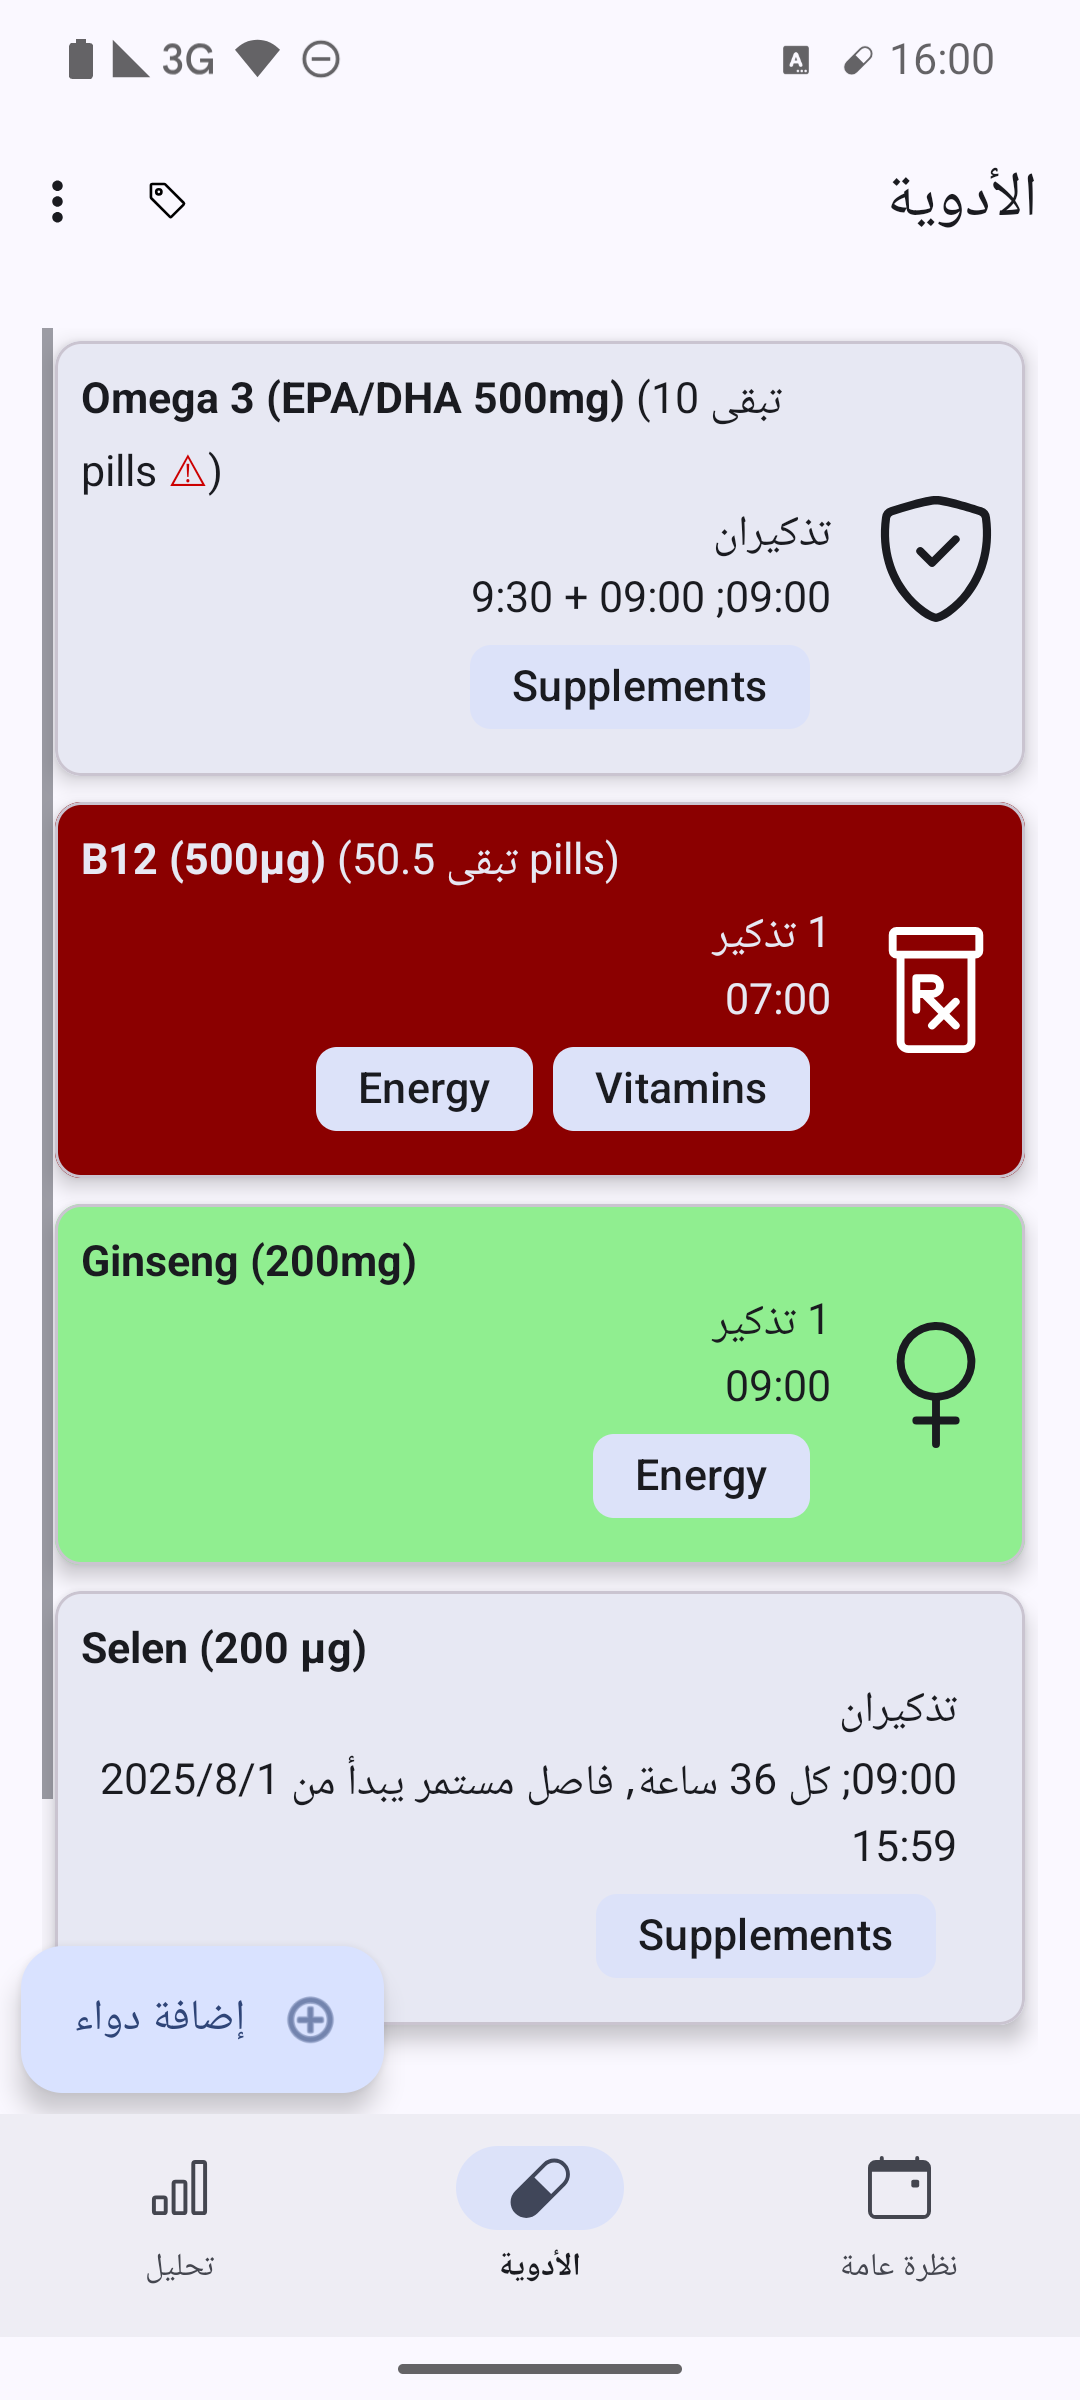 3G
16:00
الأدوية
Omega 3 (EPA/DHA 500mg) (10 تبقى
pills ⚠)
تذكيران
09:00; 09:00 + 9:30
Supplements
B12 (500µg) (50.5 تبقى pills)
1 تذكير
07:00
Vitamins
Energy
Ginseng (200mg)
1 تذكير
09:00
Energy
Selen (200 µg)
تذكيران
09:00; كل 36 ساعة, فاصل مستمر يبدأ من 2025/8/1
15:59
Supplements
إضافة دواء
نظرة عامة
الأدوية
تحليل